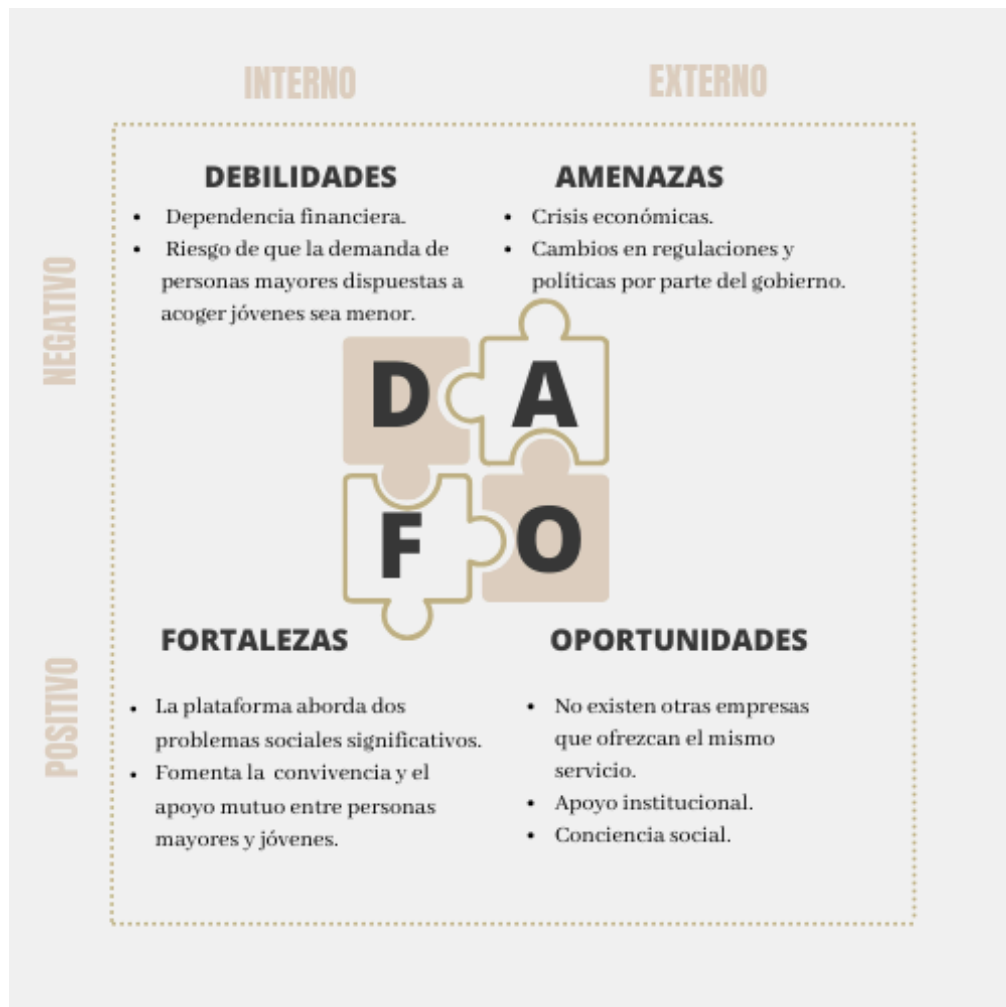 INTERNO
EXTERNO
NEGATIVO
DEBILIDADES
• Dependencia financiera.
• Riesgo de que la demanda de
personas mayores dispuestas a
acoger jóvenes sea menor.
AMENAZAS
• Crisis económicas.
• Cambios en regulaciones y
políticas por parte del gobierno.
D
A
F
O
POSITIVO
FORTALEZAS
• La plataforma aborda dos
problemas sociales significativos.
• Fomenta la convivencia y el
apoyo mutuo entre personas
mayores y jóvenes.
OPORTUNIDADES
• No existen otras empresas
que ofrezcan el mismo
servicio.
• Apoyo institucional.
• Conciencia social.